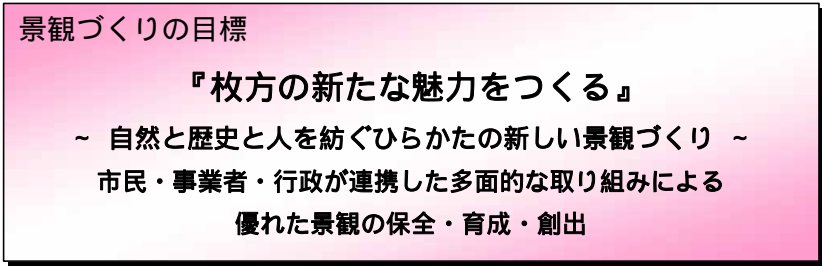 景観づくりの目標
『枚方の新たな魅力をつくる』
~ 自然と歴史と人を紡ぐひらかたの新しい景観づくり ~
市民・事業者・行政が連携した多面的な取り組みによる
優れた景観の保全・育成・創出